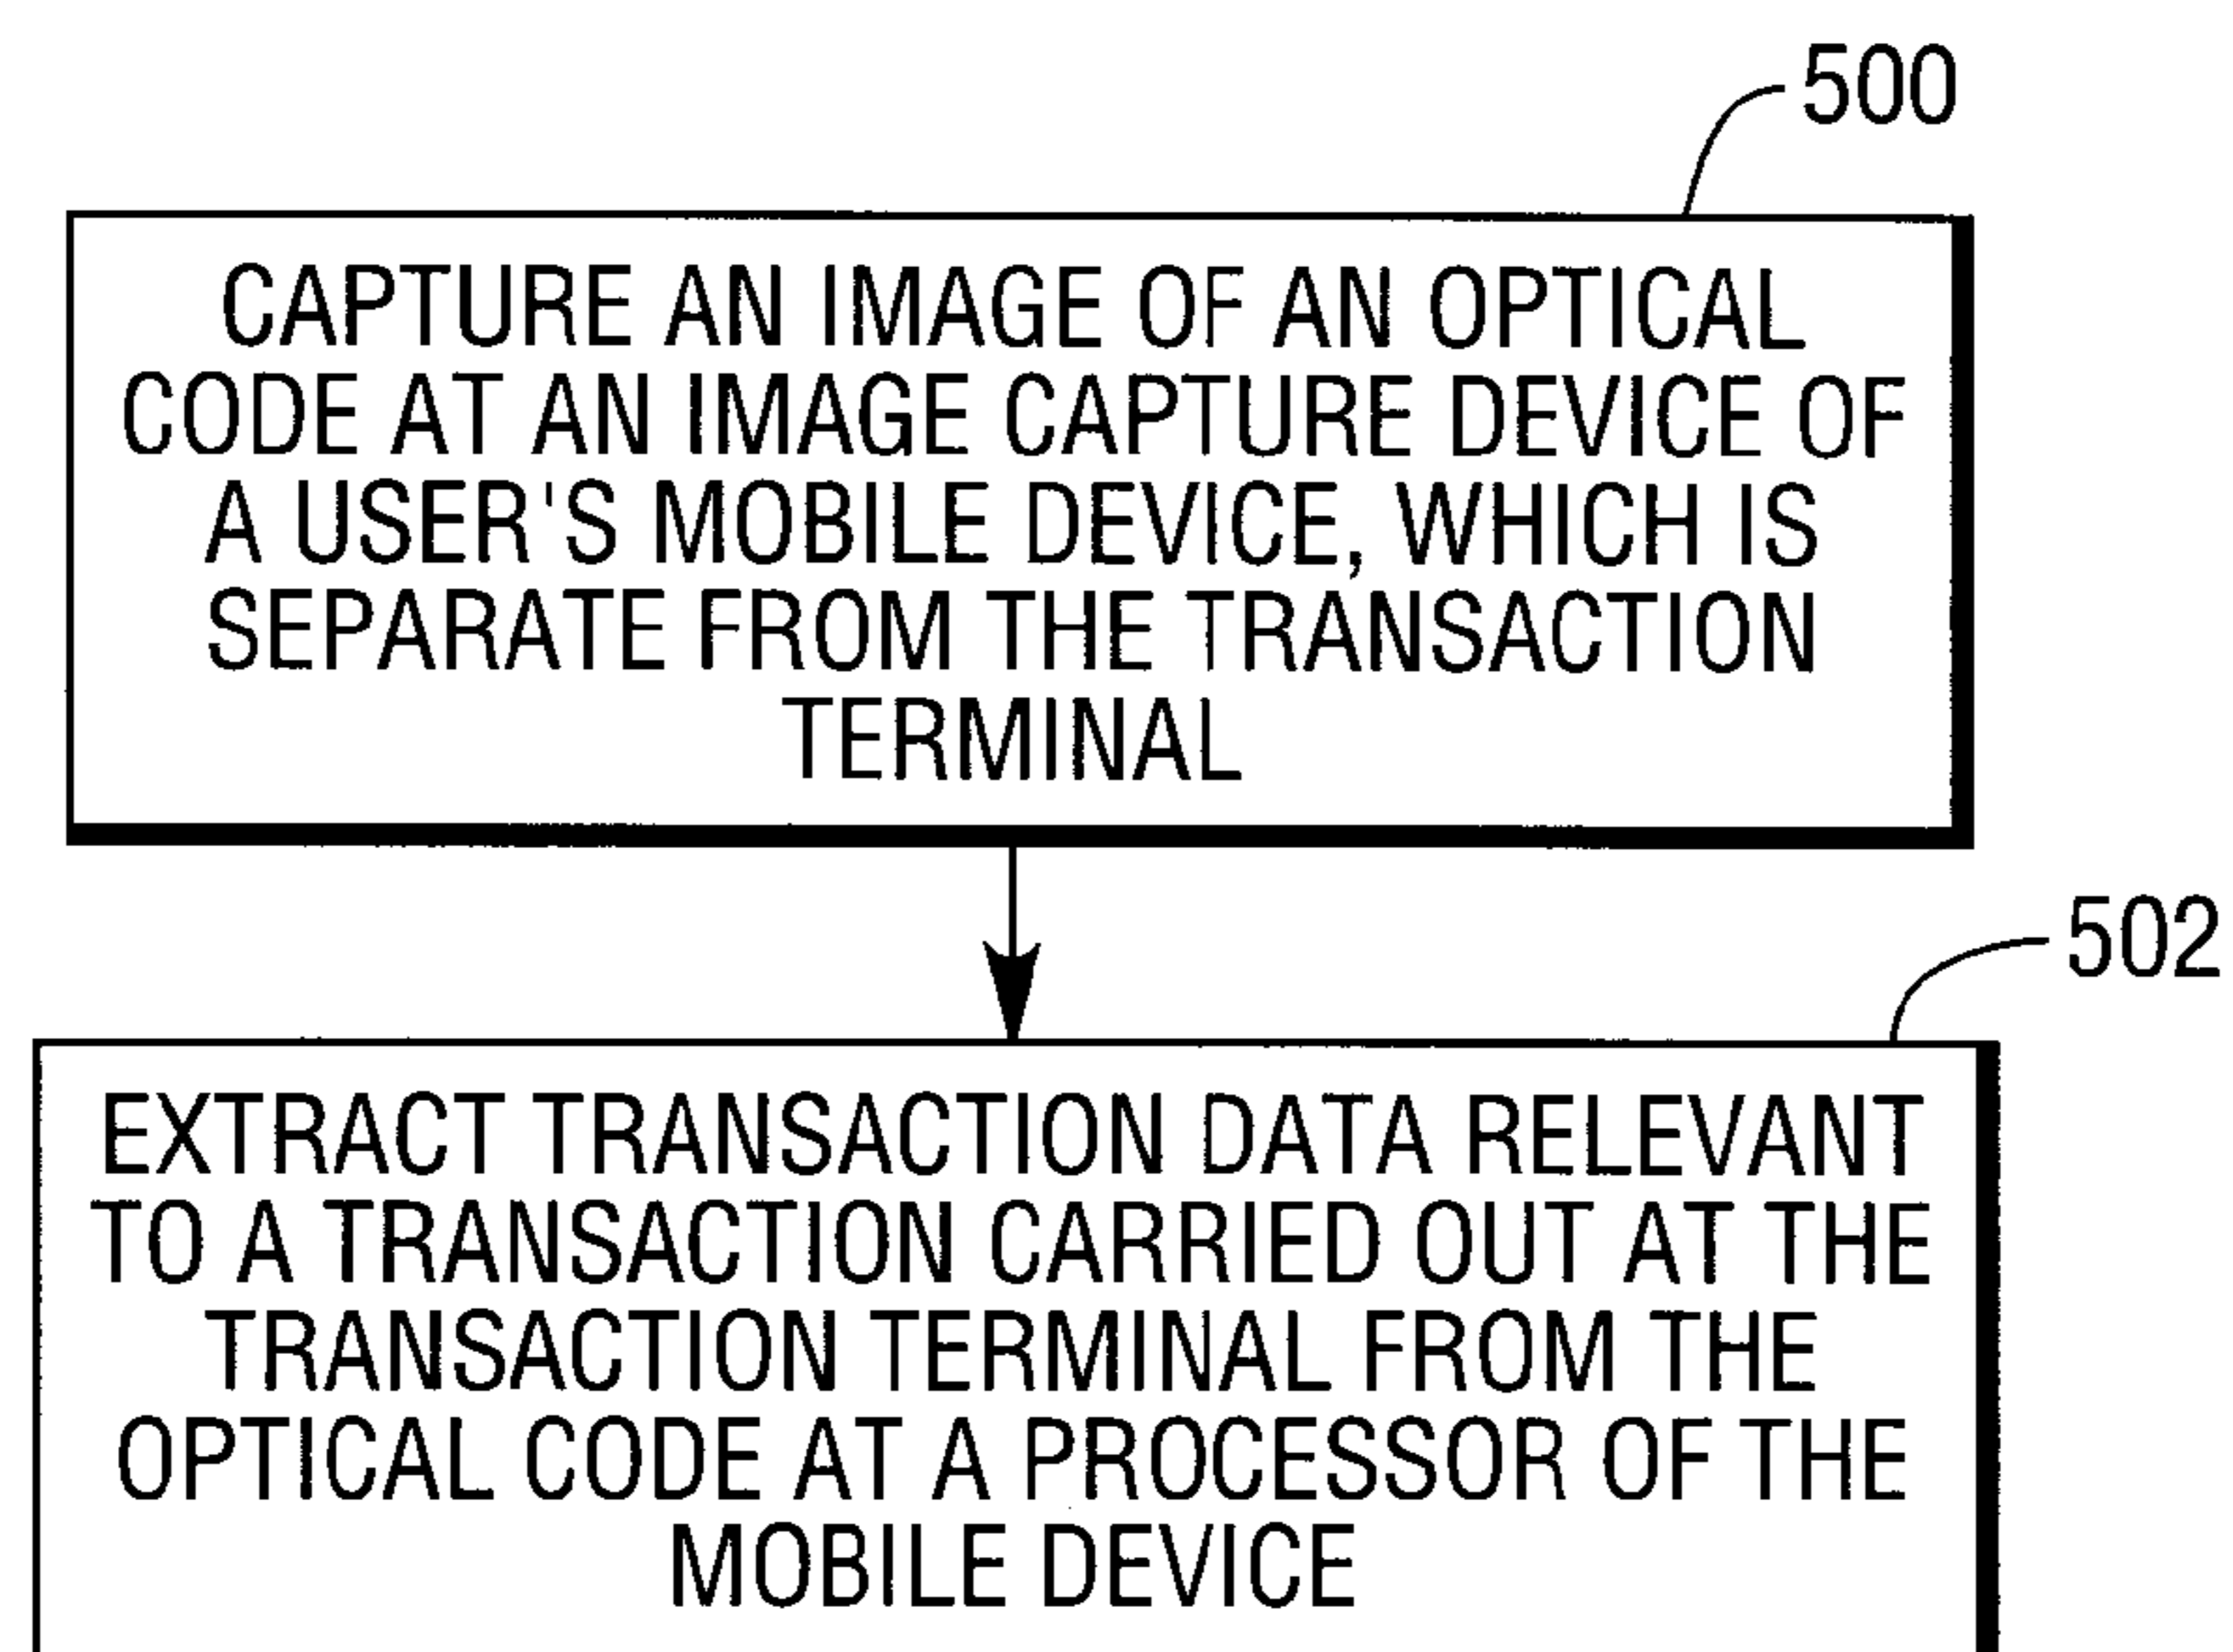 500
CAPTURE AN IMAGE OF AN OPTICAL
CODE AT AN IMAGE CAPTURE DEVICE OF
A USER'S MOBILE DEVICE, WHICH IS
SEPARATE FROM THE TRANSACTION
TERMINAL
502
EXTRACT TRANSACTION DATA RELEVANT
TO A TRANSACTION CARRIED OUT AT THE
TRANSACTION TERMINAL FROM THE
OPTICAL CODE AT A PROCESSOR OF THE
MOBILE DEVICE